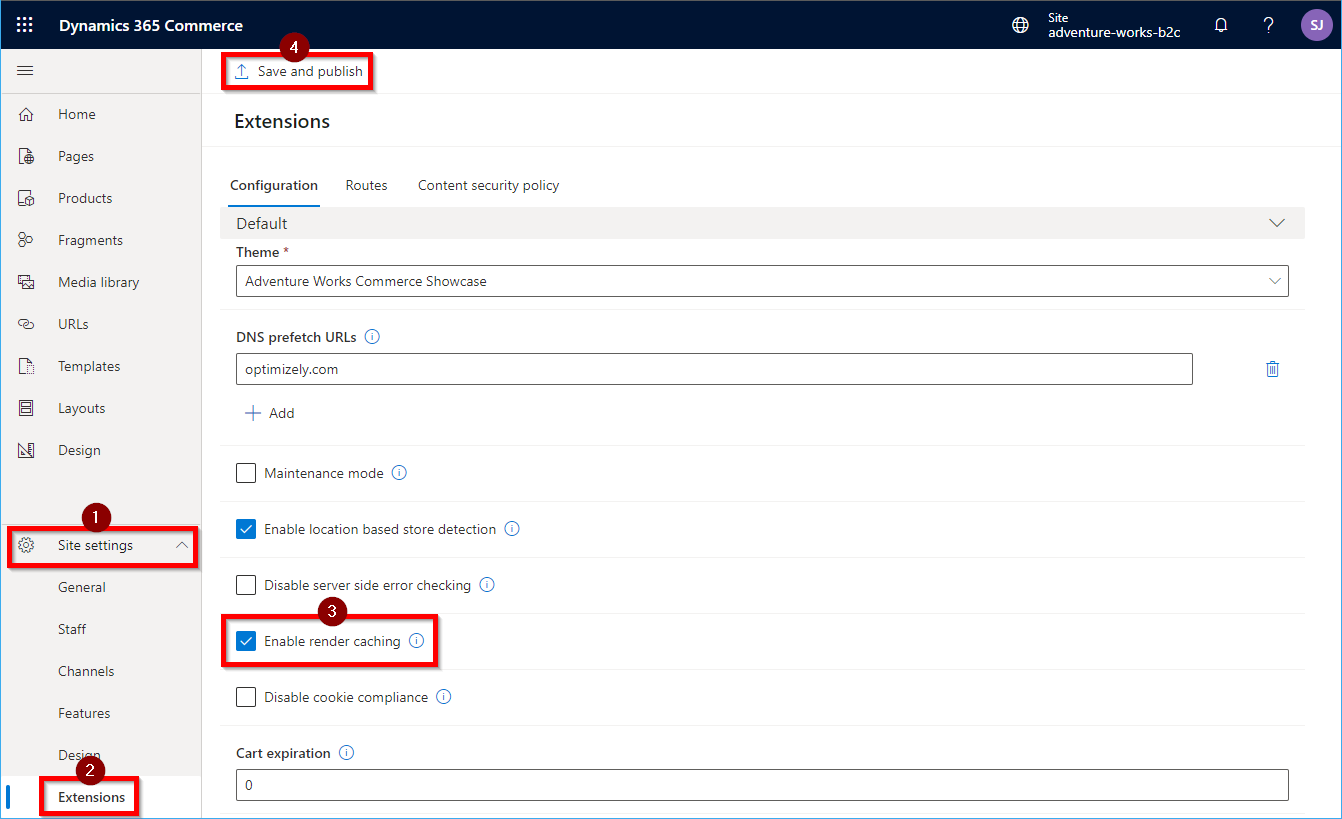 Dynamics 365 Commerce
Site
adventure-works-b2c
?
SJ
4
Save and publish
Home
Pages
Products
Fragments
Media library
URLs
Templates
Layouts
Design
1
Site settings
General
Staff
Channels
Features
Design
2
Extensions
Extensions
Configuration Routes Content security policy
Default
Theme *
Adventure Works Commerce Showcase
DNS prefetch URLs
optimizely.com
Add
Maintenance mode
Enable location based store detection
Disable server side error checking
3
Enable render caching
Disable cookie compliance
Cart expiration
0